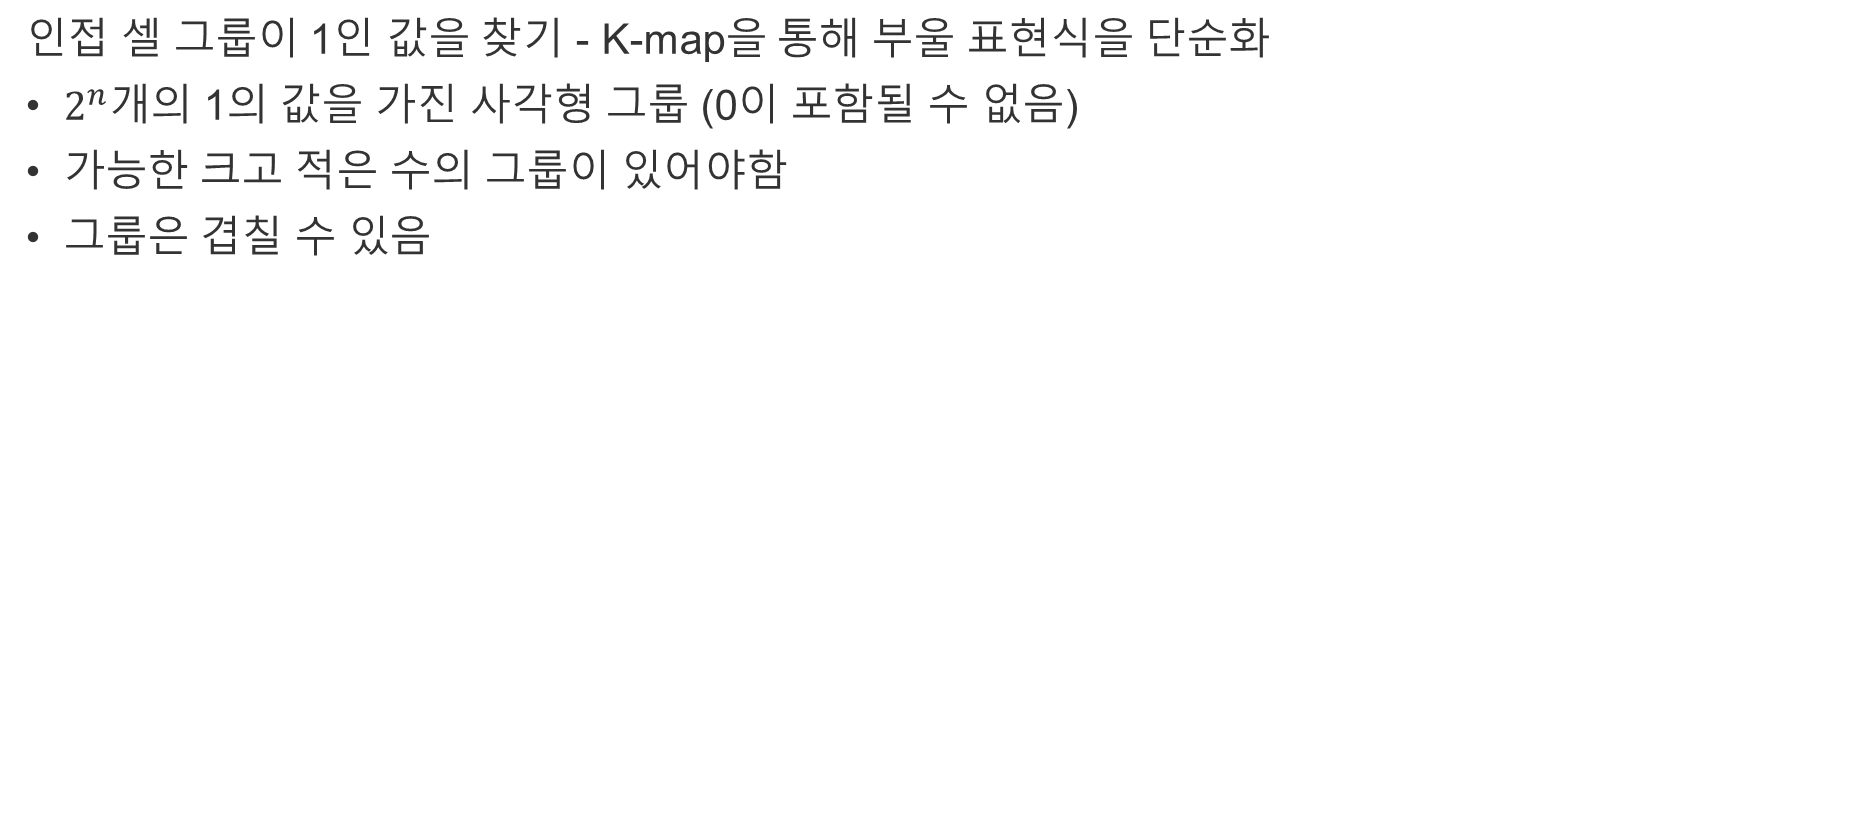 인접 셀 그룹이 1인 값을 찾기 - K-map을 통해 부울 표현식을 단순화
• 2ⁿ개의 1의 값을 가진 사각형 그룹 (0이 포함될 수 없음)
• 가능한 크고 적은 수의 그룹이 있어야함
• 그룹은 겹칠 수 있음